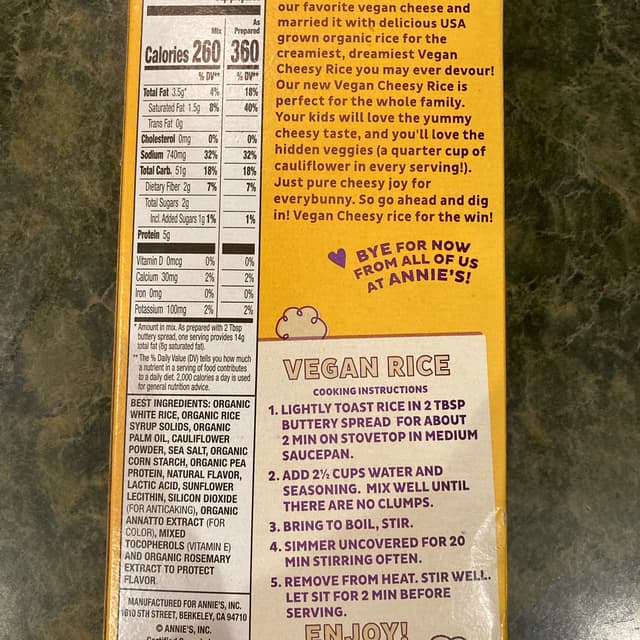 As
Mix Prepared
Calories 260 360
% DV** % DV**
Total Fat 3.5g* 4% 18%
Saturated Fat 1.5g 8% 40%
Trans Fat 0g
Cholesterol 0mg 0% 0%
Sodium 740mg 32% 32%
Total Carb. 51g 18% 18%
Dietary Fiber 2g 7% 7%
Total Sugars 2g
Incl. Added Sugars 1g 1% 1%
Protein 5g
Vitamin D 0mcg 0% 0%
Calcium 30mg 2% 2%
Iron 0mg 0% 0%
Potassium 100mg 2% 2%
* Amount in mix. As prepared with 2 Tbsp
buttery spread, one serving provides 14g
total fat (8g saturated fat).
** The % Daily Value (DV) tells you how much
a nutrient in a serving of food contributes
to a daily diet. 2,000 calories a day is used
for general nutrition advice.
BEST INGREDIENTS: ORGANIC
WHITE RICE, ORGANIC RICE
SYRUP SOLIDS, ORGANIC
PALM OIL, CAULIFLOWER
POWDER, SEA SALT, ORGANIC
CORN STARCH, ORGANIC PEA
PROTEIN, NATURAL FLAVOR,
LACTIC ACID, SUNFLOWER
LECITHIN, SILICON DIOXIDE
(FOR ANTICAKING), ORGANIC
ANNATTO EXTRACT (FOR
COLOR), MIXED
TOCOPHEROLS (VITAMIN E)
AND ORGANIC ROSEMARY
EXTRACT TO PROTECT
FLAVOR.
MANUFACTURED FOR ANNIE'S, INC.
1610 5TH STREET, BERKELEY, CA 94710
© ANNIE'S, INC.
our favorite vegan cheese and
married it with delicious USA
grown organic rice for the
creamiest, dreamiest Vegan
Cheesy Rice you may ever devour!
Our new Vegan Cheesy Rice is
perfect for the whole family.
Your kids will love the yummy
cheesy taste, and you'll love the
hidden veggies (a quarter cup of
cauliflower in every serving!).
Just pure cheesy joy for
everybunny. So go ahead and dig
in! Vegan Cheesy rice for the win!
BYE FOR NOW
FROM ALL OF US
AT ANNIE'S!
VEGAN RICE
COOKING INSTRUCTIONS
1. LIGHTLY TOAST RICE IN 2 TBSP
BUTTERY SPREAD FOR ABOUT
2 MIN ON STOVETOP IN MEDIUM
SAUCEPAN.
2. ADD 2½ CUPS WATER AND
SEASONING. MIX WELL UNTIL
THERE ARE NO CLUMPS.
3. BRING TO BOIL, STIR.
4. SIMMER UNCOVERED FOR 20
MIN STIRRING OFTEN.
5. REMOVE FROM HEAT. STIR WELL.
LET SIT FOR 2 MIN BEFORE
SERVING.
ENJOY!